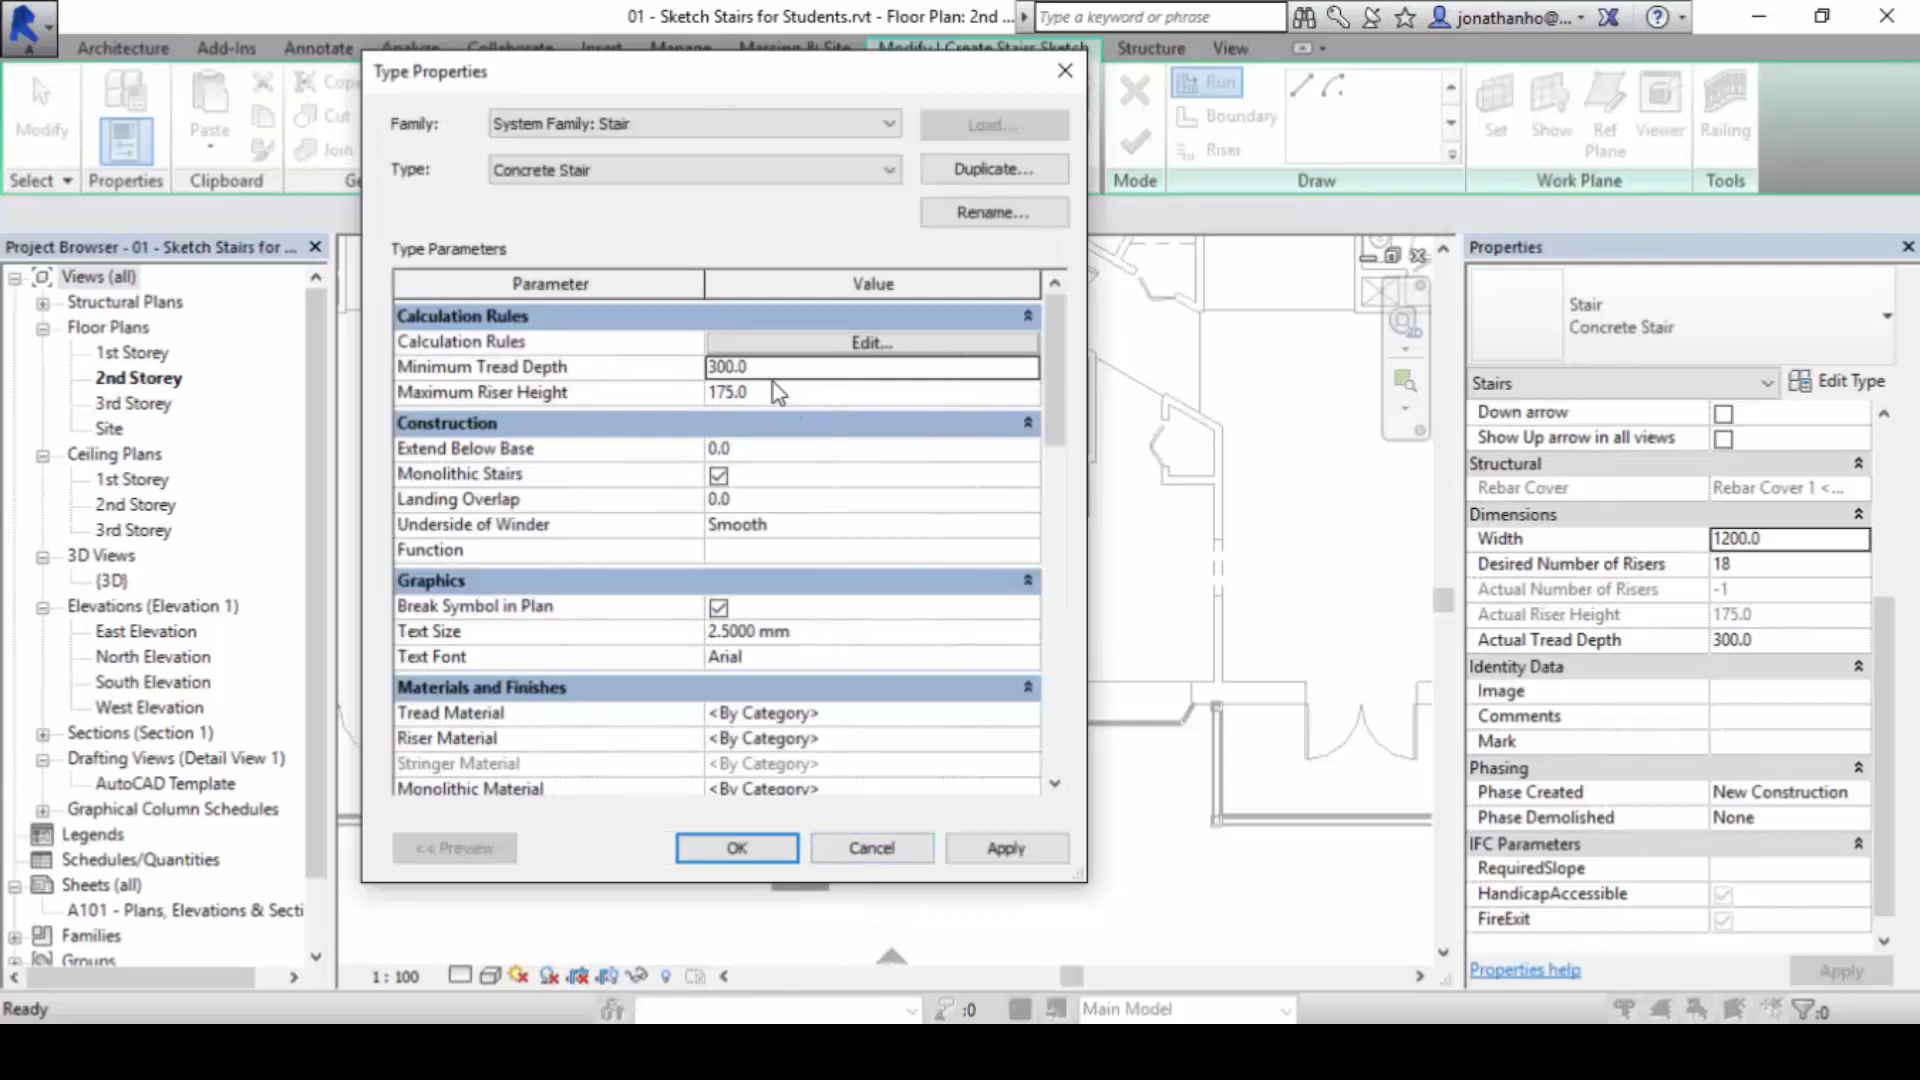 01 - Sketch Stairs for Students.rvt - Floor Plan: 2nd ...
Type a keyword or phrase
jonathanho@...
Architecture Add-Ins Annotate Analyze Collaborate Insert Manage Massing & Site Modify | Create Stairs Sketch Structure View
Modify
Select
Properties
Paste
Clipboard
Cope
Cut
Join
Mode
Run
Boundary
Riser
Draw
Set
Show
Ref
Plane
Viewer
Work Plane
Railing
Tools
Type Properties
Family: System Family: Stair Load...
Type: Concrete Stair Duplicate...
Rename...
Type Parameters
Parameter Value
Calculation Rules
Calculation Rules Edit...
Minimum Tread Depth 300.0
Maximum Riser Height 175.0
Construction
Extend Below Base 0.0
Monolithic Stairs
Landing Overlap 0.0
Underside of Winder Smooth
Function
Graphics
Break Symbol in Plan
Text Size 2.5000 mm
Text Font Arial
Materials and Finishes
Tread Material <By Category>
Riser Material <By Category>
Stringer Material <By Category>
Monolithic Material <By Category>
<< Preview OK Cancel Apply
Project Browser - 01 - Sketch Stairs for ...
Views (all)
Structural Plans
Floor Plans
1st Storey
2nd Storey
3rd Storey
Site
Ceiling Plans
1st Storey
2nd Storey
3rd Storey
3D Views
{3D}
Elevations (Elevation 1)
East Elevation
North Elevation
South Elevation
West Elevation
Sections (Section 1)
Drafting Views (Detail View 1)
AutoCAD Template
Graphical Column Schedules
Legends
Schedules/Quantities
Sheets (all)
A101 - Plans, Elevations & Secti
Families
Groups
Properties
Stair
Concrete Stair
Stairs Edit Type
Down arrow
Show Up arrow in all views
Structural
Rebar Cover Rebar Cover 1 <...
Dimensions
Width 1200.0
Desired Number of Risers 18
Actual Number of Risers -1
Actual Riser Height 175.0
Actual Tread Depth 300.0
Identity Data
Image
Comments
Mark
Phasing
Phase Created New Construction
Phase Demolished None
IFC Parameters
RequiredSlope
HandicapAccessible
FireExit
Properties help Apply
1 : 100
Ready
:0
Main Model
:0